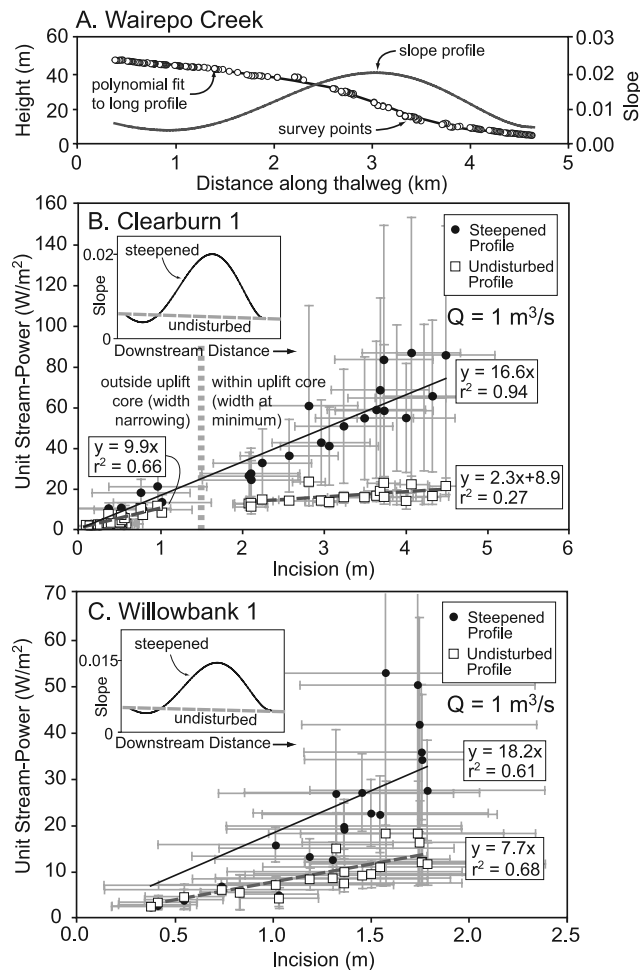 A. Wairepo Creek
60
40
20
0
Height (m)
0.03
0.02
0.01
0.00
Slope
slope profile
polynomial fit
to long profile
survey points
0 1 2 3 4 5
Distance along thalweg (km)
B. Clearburn 1
160
140
120
100
80
60
40
20
0
Unit Stream-Power (W/m²)
0.02
0
Slope
steepened
undisturbed
Downstream Distance →
Steepened
Profile
Undisturbed
Profile
Q = 1 m³/s
outside uplift
core (width
narrowing)
within uplift core
(width at
minimum)
y = 9.9x
r² = 0.66
y = 16.6x
r² = 0.94
y = 2.3x+8.9
r² = 0.27
0 1 2 3 4 5 6
Incision (m)
C. Willowbank 1
70
60
50
40
30
20
10
0
Unit Stream-Power (W/m²)
0.015
0
Slope
steepened
undisturbed
Downstream Distance →
Steepened
Profile
Undisturbed
Profile
Q = 1 m³/s
y = 18.2x
r² = 0.61
y = 7.7x
r² = 0.68
0.0 0.5 1.0 1.5 2.0 2.5
Incision (m)